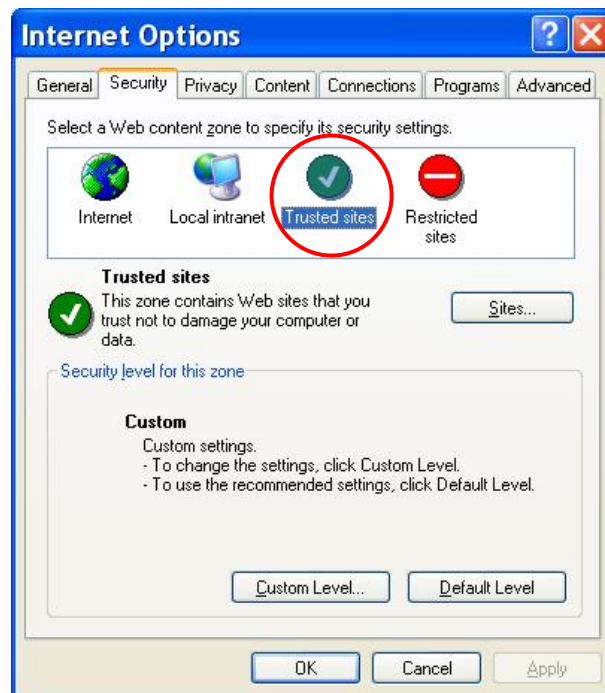 Internet Options
General Security Privacy Content Connections Programs Advanced
Select a Web content zone to specify its security settings.
Internet Local intranet Trusted sites Restricted
sites
Trusted sites
This zone contains Web sites that you
trust not to damage your computer or
data.
Sites...
Security level for this zone
Custom
Custom settings.
- To change the settings, click Custom Level.
- To use the recommended settings, click Default Level.
Custom Level... Default Level
OK Cancel Apply